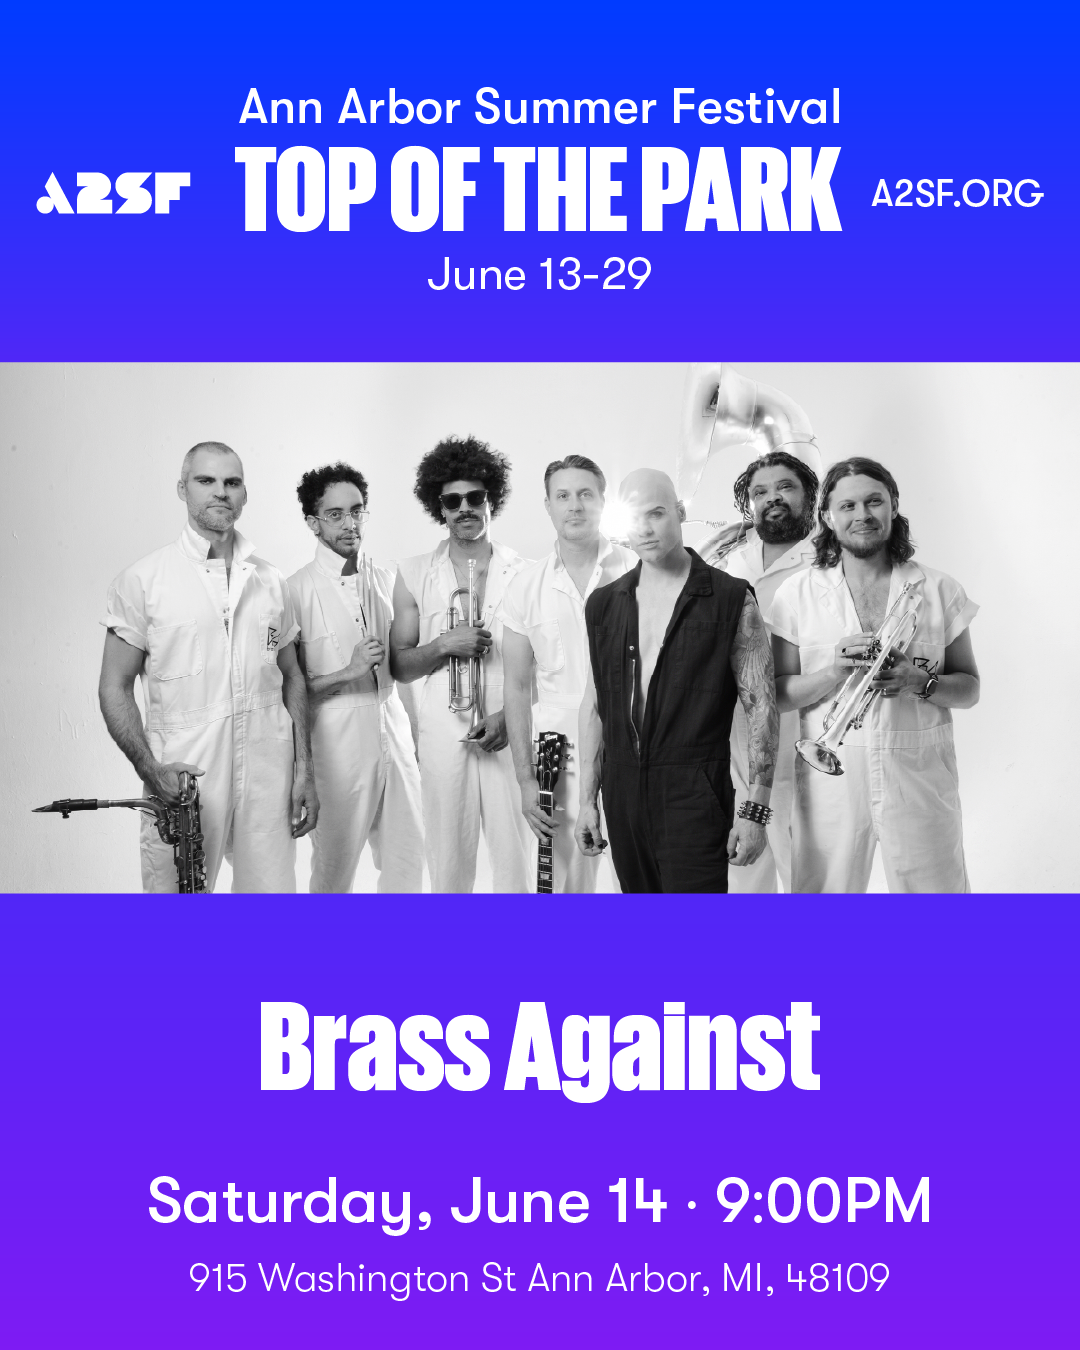 Ann Arbor Summer Festival
A2SF
TOP OF THE PARK
A2SF.ORG
June 13-29
Brass Against
Saturday, June 14 · 9:00PM
915 Washington St Ann Arbor, MI, 48109